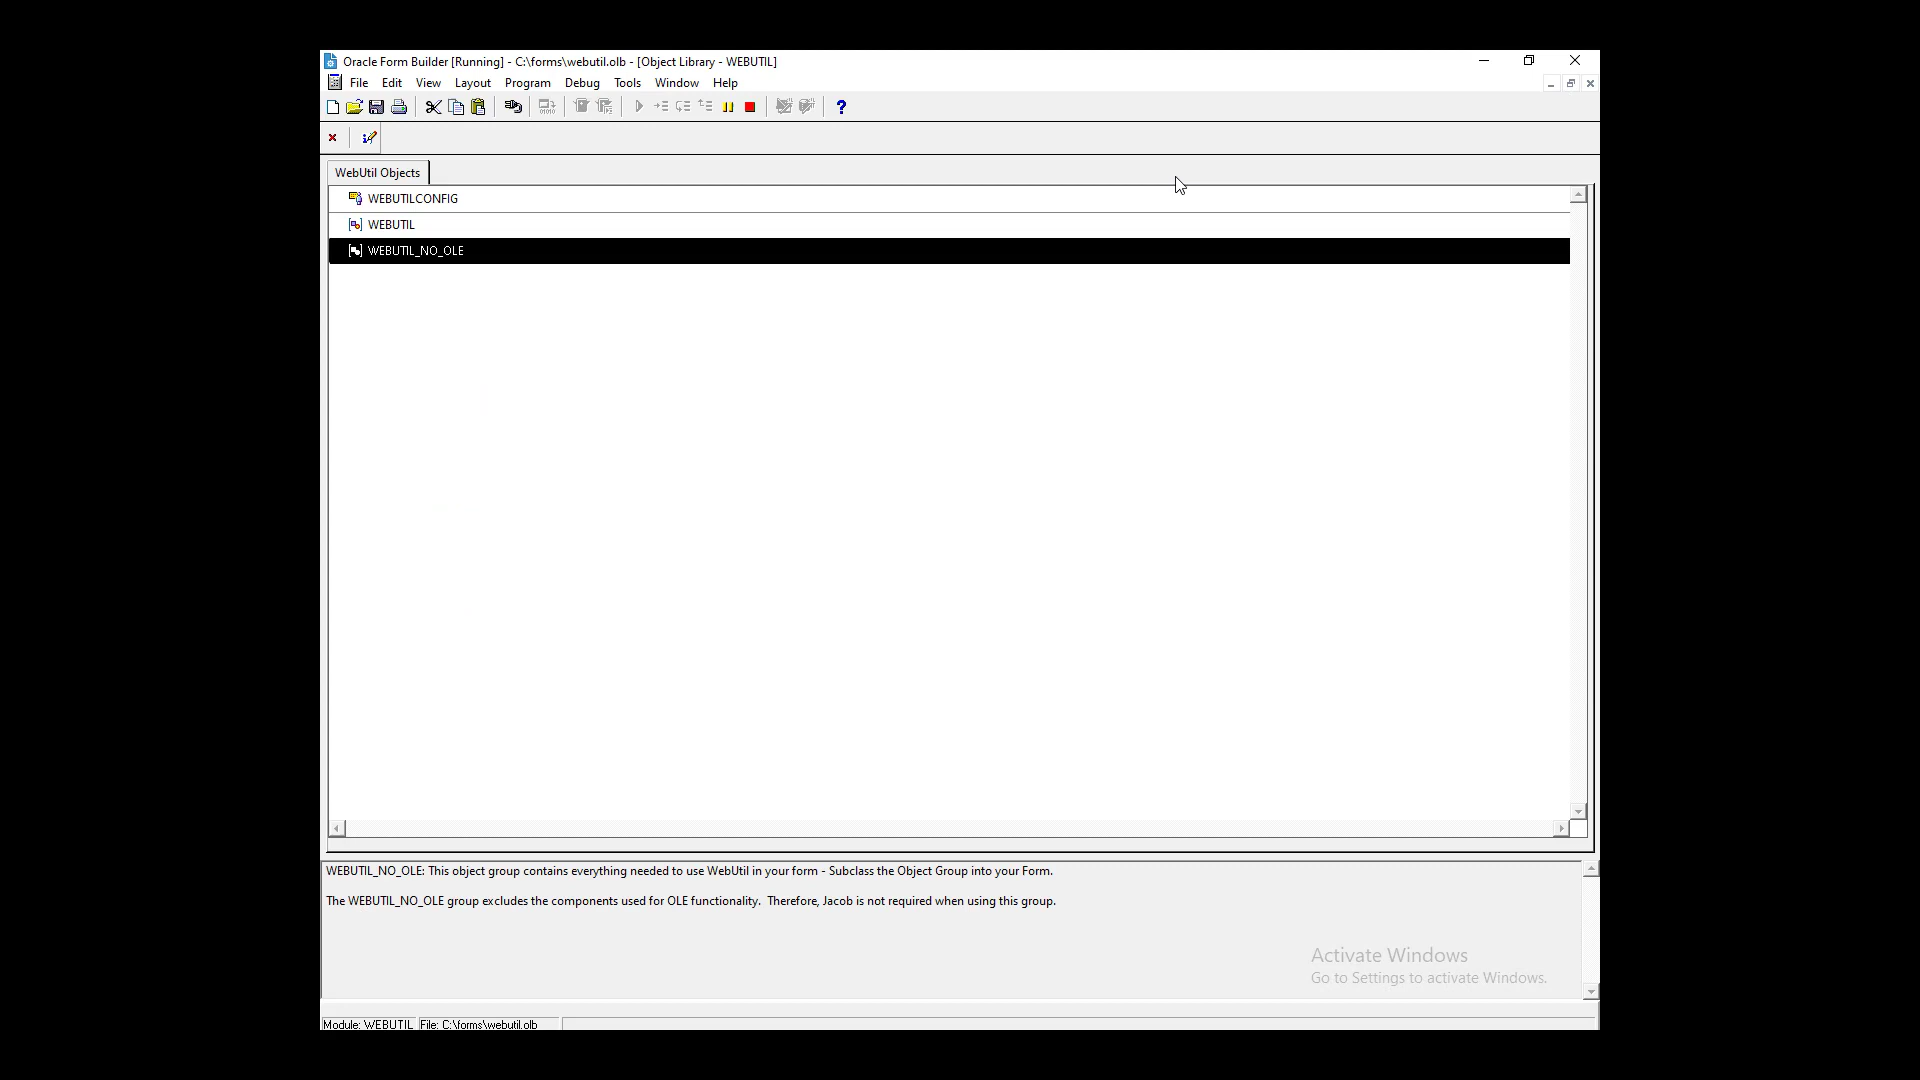 Oracle Form Builder [Running] - C:\forms\webutil.olb - [Object Library - WEBUTIL]
File Edit View Layout Program Debug Tools Window Help
WebUtil Objects
WEBUTILCONFIG
WEBUTIL
WEBUTIL_NO_OLE
WEBUTIL_NO_OLE: This object group contains everything needed to use WebUtil in your form - Subclass the Object Group into your Form.
The WEBUTIL_NO_OLE group excludes the components used for OLE functionality. Therefore, Jacob is not required when using this group.
Activate Windows
Go to Settings to activate Windows.
Module: WEBUTIL File: C:\forms\webutil.olb